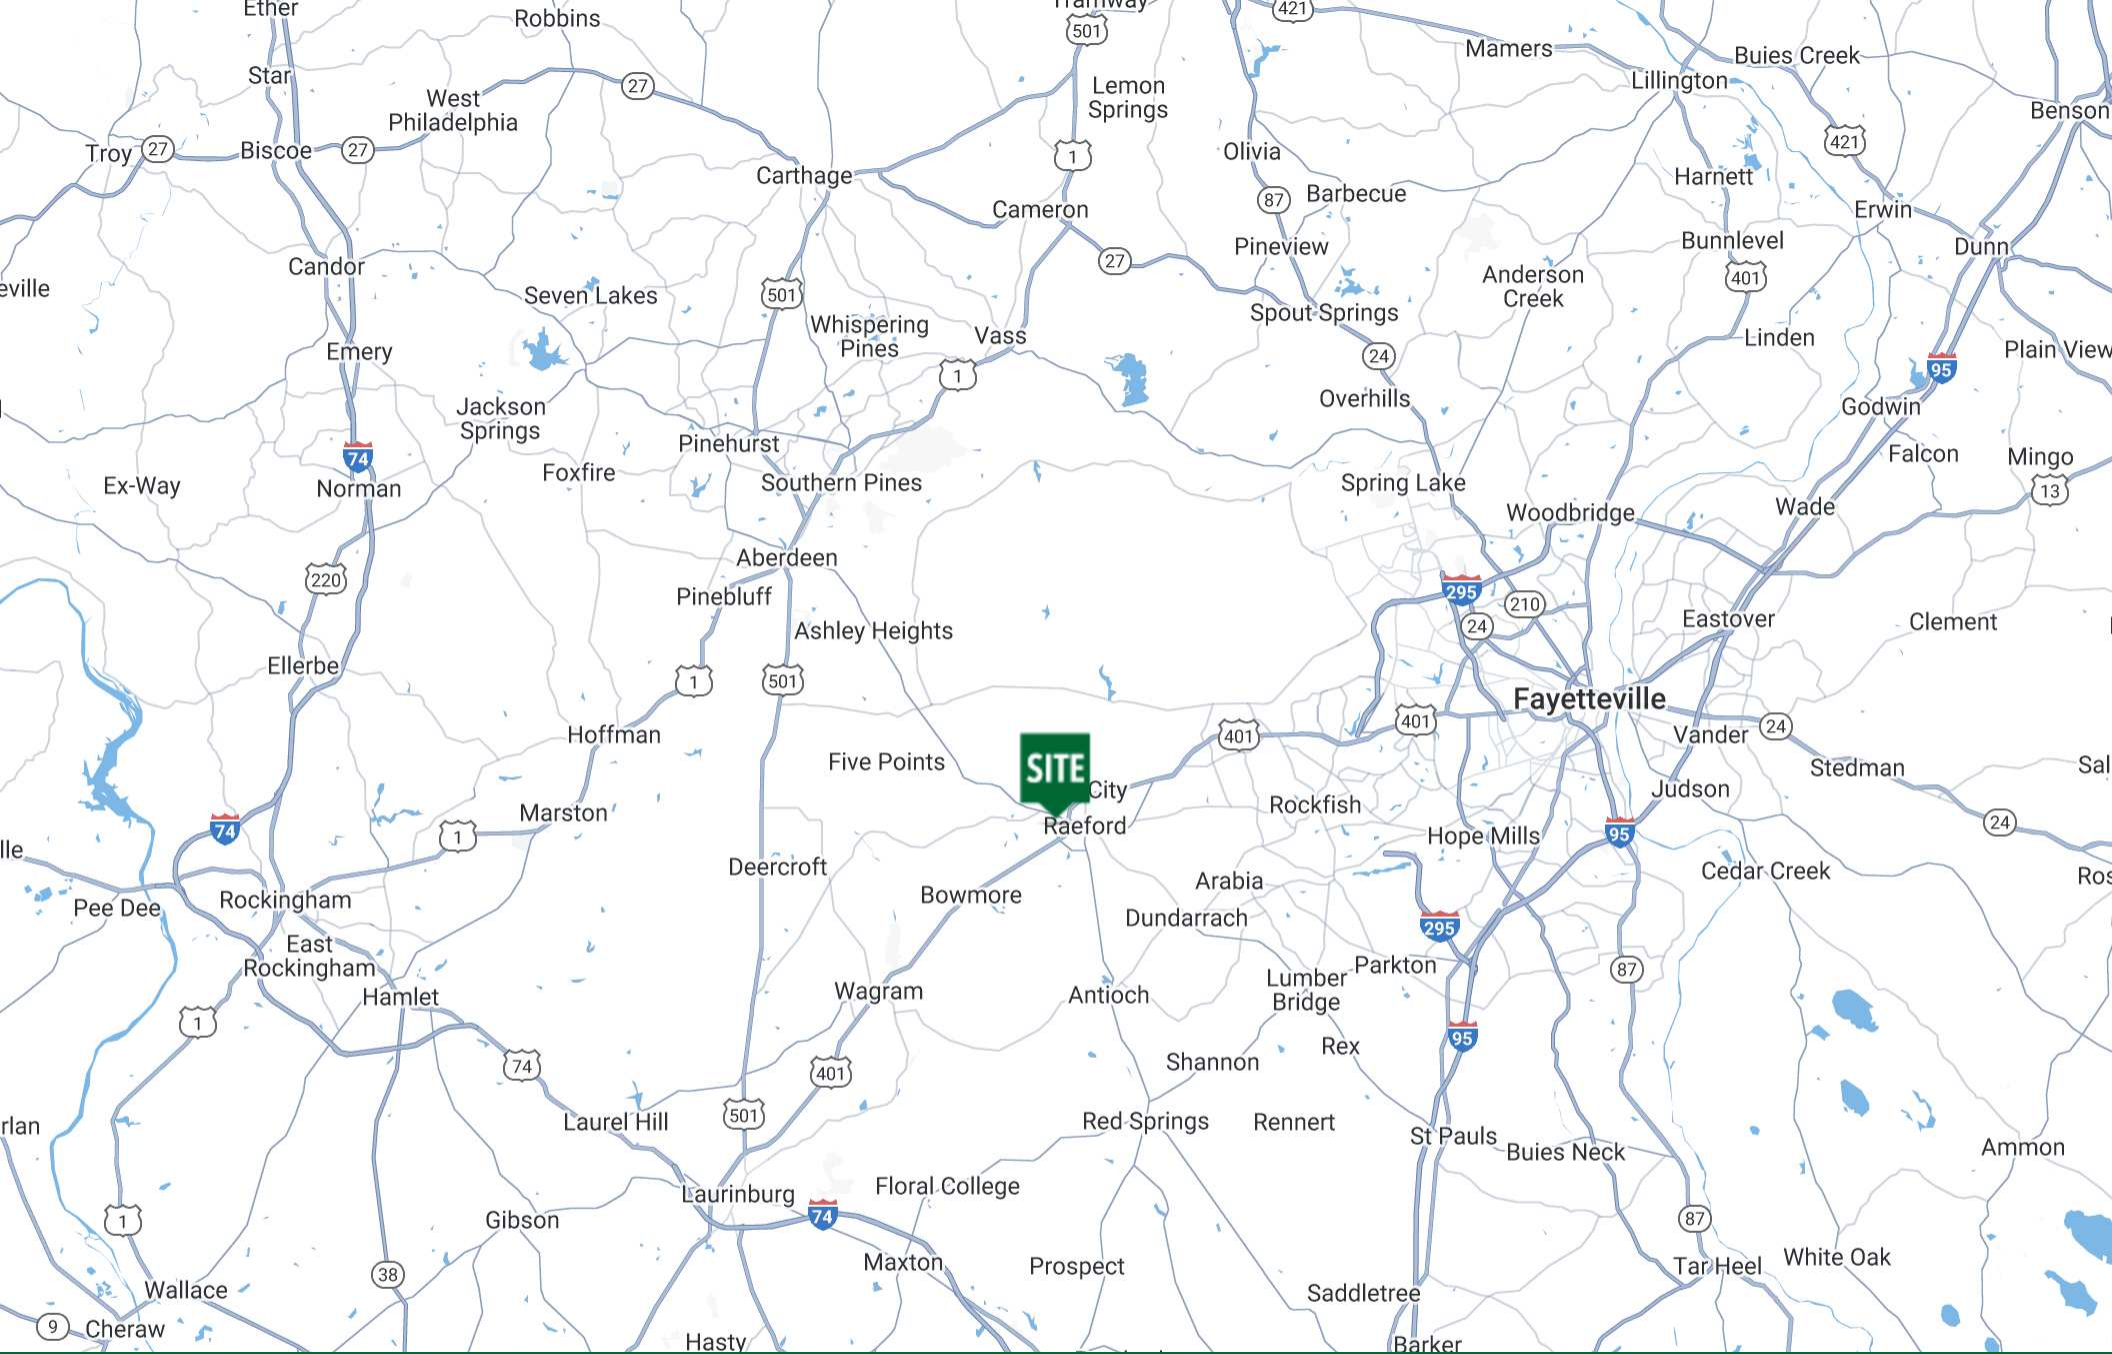 Ether
Robbins
Tramway
501
421
Mamers
Buies Creek
Lillington
Star
27
Lemon
Springs
West
Philadelphia
Benson
421
Troy
27
Biscoe
27
1
Olivia
Carthage
Harnett
87
Barbecue
Cameron
Erwin
Pineview
Bunnlevel
Dunn
27
Candor
Anderson
Creek
401
eville
Seven Lakes
501
Spout Springs
Whispering
Pines
Vass
Linden
Emery
24
Plain View
1
95
Overhills
Jackson
Springs
Godwin
Pinehurst
74
Falcon
Mingo
Foxfire
Southern Pines
Spring Lake
Ex-Way
Norman
13
Wade
Woodbridge
Aberdeen
220
295
Pinebluff
210
24
Eastover
Clement
Ashley Heights
Ellerbe
1
501
Fayetteville
401
24
Hoffman
401
Vander
Five Points
SITE
City
Stedman
Sal
Judson
Marston
Rockfish
Raeford
74
1
Hope Mills
95
24
lle
Deercroft
Cedar Creek
Ros
Arabia
Bowmore
Rockingham
Pee Dee
Dundarrach
295
East
Rockingham
Parkton
87
Lumber
Bridge
Hamlet
Wagram
Antioch
1
95
Rex
Shannon
74
401
501
Laurel Hill
Red Springs
Rennert
rlan
St Pauls
Buies Neck
Ammon
Laurinburg
Floral College
74
1
Gibson
87
Maxton
Prospect
Tar Heel
White Oak
38
Wallace
Saddletree
9
Cheraw
Hasty
Barker